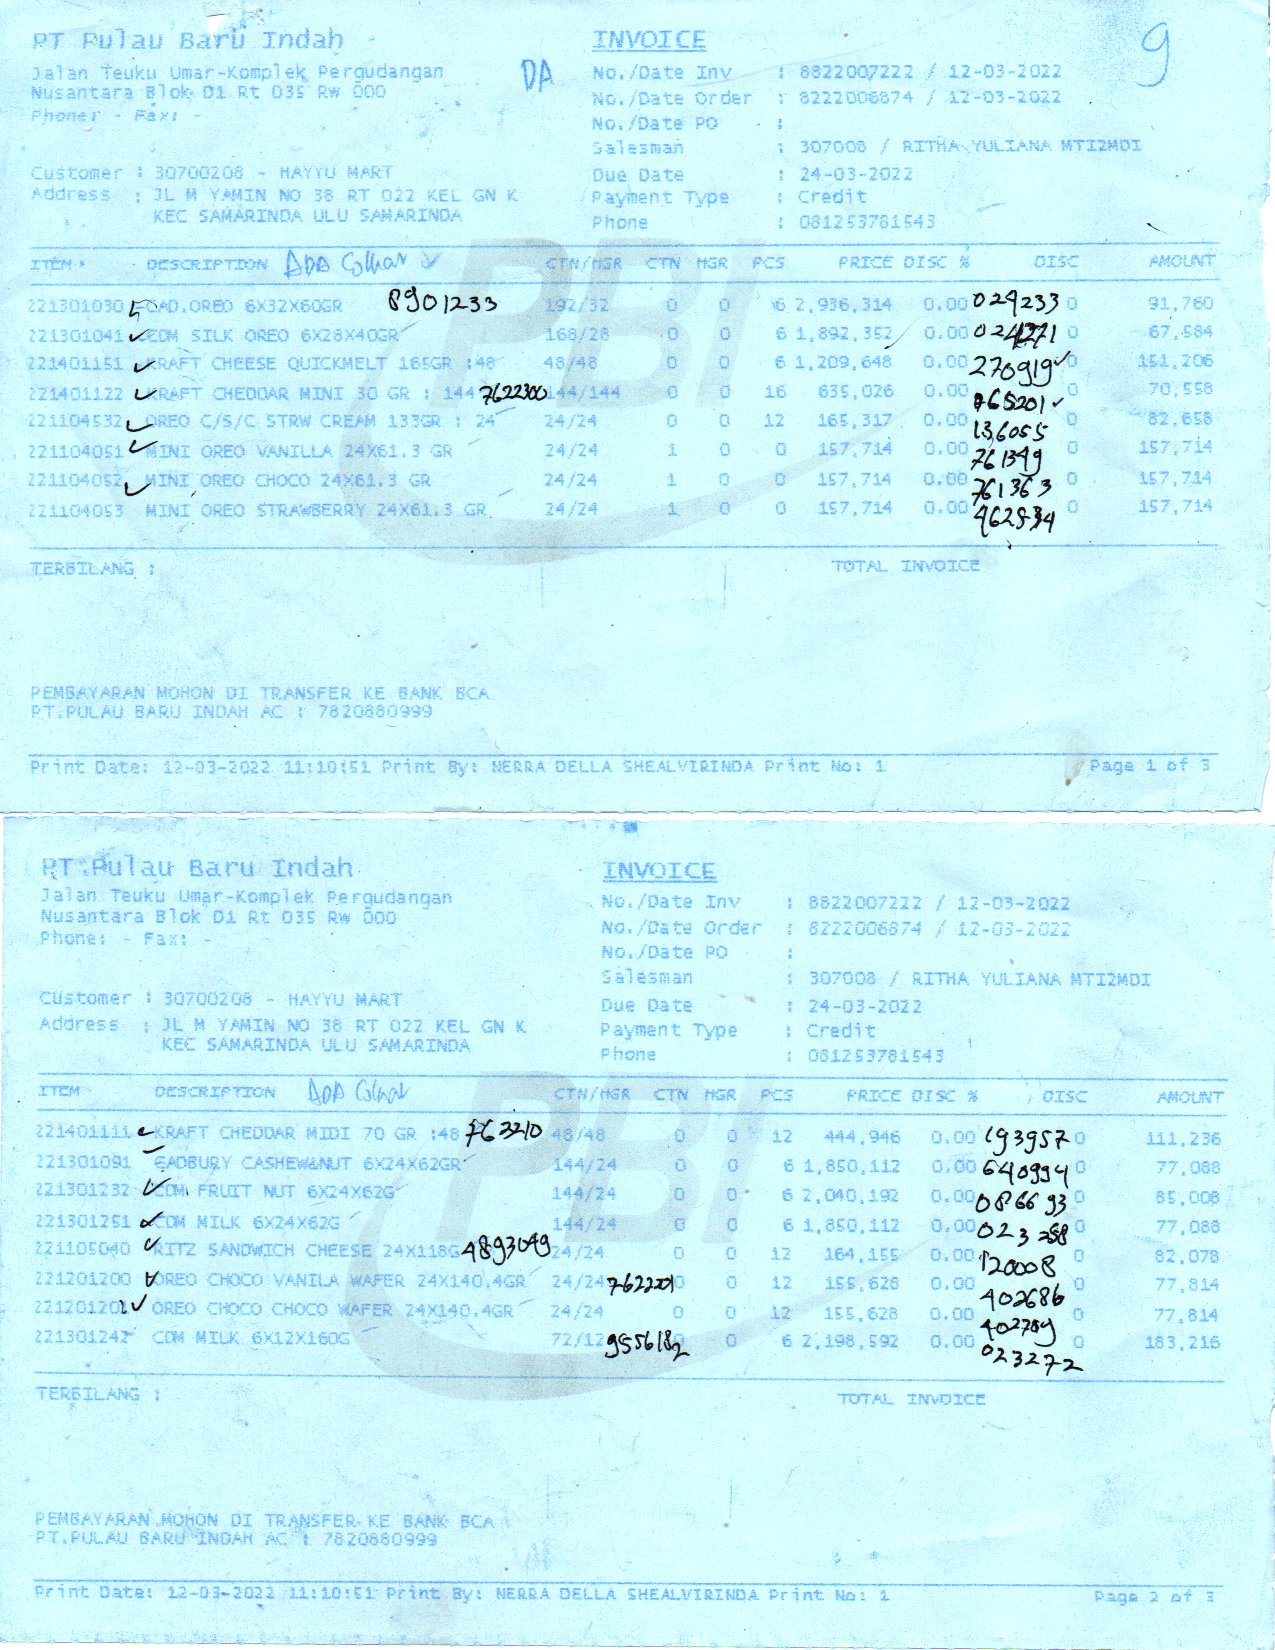 PT Pulau Baru Indah
INVOICE
9
Jalan Teuku Umar-Komplek Pergudangan
Nusantara Blok D1 Rt 035 Rw 000
Phone: - Fax: -
DA
No./Date Inv : 8822007222 / 12-03-2022
No./Date Order : 8222006874 / 12-03-2022
No./Date PO :
Salesman : 307008 / RITHA YULIANA MTI2MDI
Customer : 30700208 - HAYYU MART
Due Date : 24-03-2022
Address : JL M YAMIN NO 38 RT 022 KEL GN K
Payment Type : Credit
KEC SAMARINDA ULU SAMARINDA
Phone : 081253781543
ITEM DESCRIPTION CTN/MGR CTN MGR PCS PRICE DISC % DISC AMOUNT
221301030 CAD.OREO 6X32X60GR 8901233 192/32 0 0 6 2,936,314 0.00 024233 0 91,760
221301041 CDM SILK OREO 6X28X40GR 168/28 0 0 6 1,892,352 0.00 0 67,584
221401151 KRAFT CHEESE QUICKMELT 165GR :48 48/48 0 0 6 1,209,648 0.00 270919 0 151,206
221401122 KRAFT CHEDDAR MINI 30 GR : 144 7622300 144/144 0 0 16 635,026 0.00 765201 0 70,558
221104532 OREO C/S/C STRW CREAM 133GR : 24 24/24 0 0 12 165,317 0.00 136055 0 82,658
221104051 MINI OREO VANILLA 24X61.3 GR 24/24 1 0 0 157,714 0.00 761349 0 157,714
221104052 MINI OREO CHOCO 24X61.3 GR 24/24 1 0 0 157,714 0.00 761363 0 157,714
221104053 MINI OREO STRAWBERRY 24X61.3 GR 24/24 1 0 0 157,714 0.00 462834 0 157,714
TERBILANG :
TOTAL INVOICE
PEMBAYARAN MOHON DI TRANSFER KE BANK BCA
PT.PULAU BARU INDAH AC : 7820880999
Print Date: 12-03-2022 11:10:51 Print By: NERRA DELLA SHEALVIRINDA Print No: 1 Page 1 of 3
PT Pulau Baru Indah
INVOICE
Jalan Teuku Umar-Komplek Pergudangan
Nusantara Blok D1 Rt 035 Rw 000
Phone: - Fax: -
No./Date Inv : 8822007222 / 12-03-2022
No./Date Order : 8222006874 / 12-03-2022
No./Date PO :
Salesman : 307008 / RITHA YULIANA MTI2MDI
Customer : 30700208 - HAYYU MART
Due Date : 24-03-2022
Address : JL M YAMIN NO 38 RT 022 KEL GN K
Payment Type : Credit
KEC SAMARINDA ULU SAMARINDA
Phone : 081253781543
ITEM DESCRIPTION CTN/MGR CTN MGR PCS PRICE DISC % DISC AMOUNT
221401111 KRAFT CHEDDAR MIDI 70 GR :48 48/48 0 0 12 444,946 0.00 193957 0 111,236
221301091 CADBURY CASHEW&NUT 6X24X62GR 144/24 0 0 6 1,850,112 0.00 640994 0 77,088
221301232 CDM FRUIT NUT 6X24X62G 144/24 0 0 6 2,040,192 0.00 086693 0 85,008
221301251 CDM MILK 6X24X62G 144/24 0 0 6 1,850,112 0.00 0 77,088
221105040 RITZ SANDWICH CHEESE 24X118G 4893049 24/24 0 0 12 164,155 0.00 120008 0 82,078
221201200 OREO CHOCO VANILA WAFER 24X140,4GR 24/24 7622201 0 0 12 155,628 0.00 402686 0 77,814
221201201 OREO CHOCO CHOCO WAFER 24X140.4GR 24/24 0 0 12 155,628 0.00 402709 0 77,814
221301242 CDM MILK 6X12X160G 72/12 9556182 0 0 6 2,198,592 0.00 023272 0 183,216
TERBILANG :
TOTAL INVOICE
PEMBAYARAN MOHON DI TRANSFER KE BANK BCA
PT.PULAU BARU INDAH AC : 7820880999
Print Date: 12-03-2022 11:10:51 Print By: NERRA DELLA SHEALVIRINDA Print No: 1 Page 2 of 3